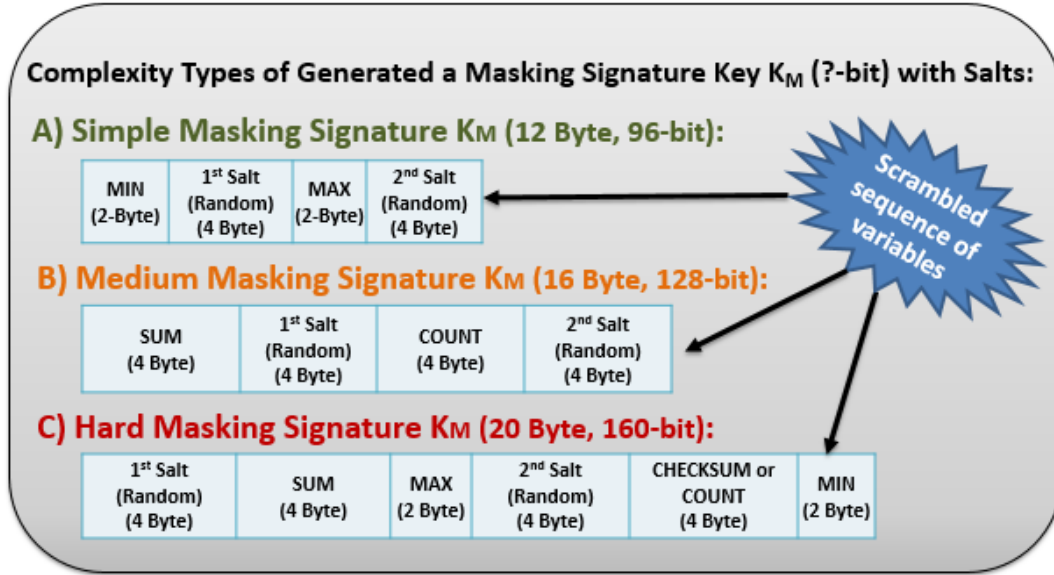 Complexity Types of Generated a Masking Signature Key KM (?-bit) with Salts:
A) Simple Masking Signature KM (12 Byte, 96-bit):
MIN
(2-Byte)
1st Salt
(Random)
(4 Byte)
MAX
(2-Byte)
2nd Salt
(Random)
(4 Byte)
Scrambled
sequence of
variables
B) Medium Masking Signature KM (16 Byte, 128-bit):
SUM
(4 Byte)
1st Salt
(Random)
(4 Byte)
COUNT
(4 Byte)
2nd Salt
(Random)
(4 Byte)
C) Hard Masking Signature KM (20 Byte, 160-bit):
1st Salt
(Random)
(4 Byte)
SUM
(4 Byte)
MAX
(2 Byte)
2nd Salt
(Random)
(4 Byte)
CHECKSUM or
COUNT
(4 Byte)
MIN
(2 Byte)